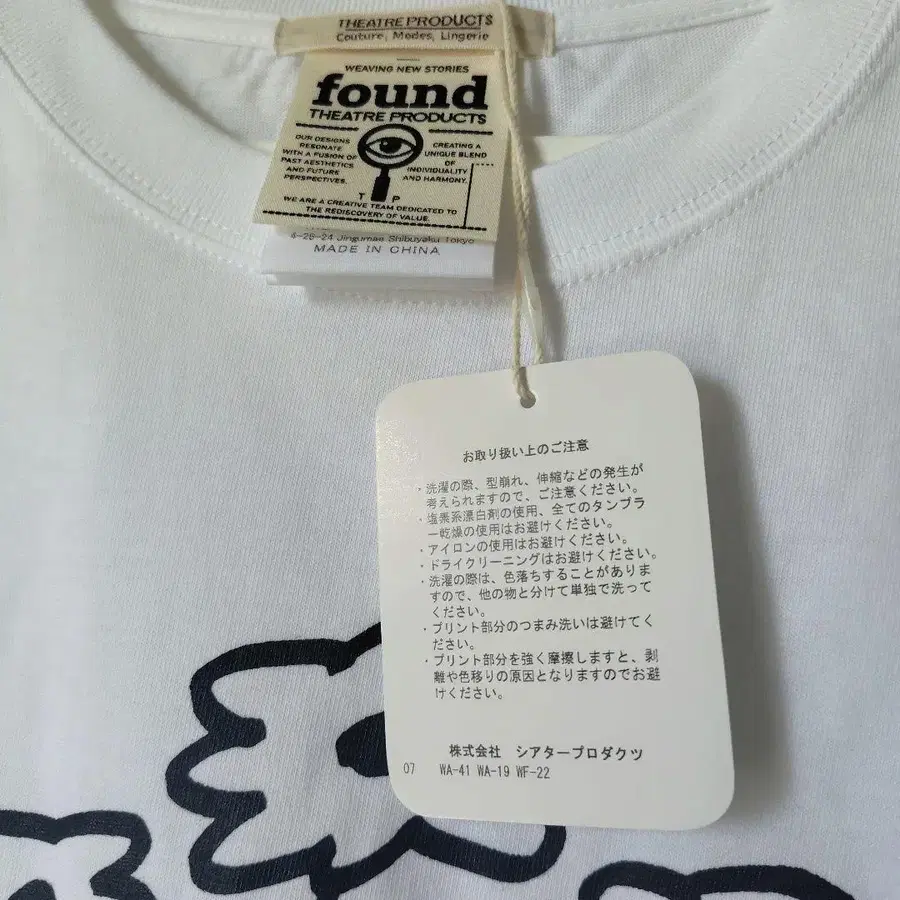 THEATRE PRODUCTS
Couture, Modes, Lingerie
WEAVING NEW STORIES
found
THEATRE PRODUCTS
OUR DESIGNS
RESONATE
WITH A FUSION OF
PAST AESTHETICS
AND FUTURE
PERSPECTIVES.
CREATING A
UNIQUE BLEND
OF
INDIVIDUALITY
AND HARMONY.
T P
WE ARE A CREATIVE TEAM DEDICATED TO
THE REDISCOVERY OF VALUE.
4-26-24 Jingumae Shibuyaku Tokyo
MADE IN CHINA
お取り扱い上のご注意
・洗濯の際、型崩れ、伸縮などの発生が
考えられますので、ご注意ください。
・塩素系漂白剤の使用、全てのタンブラ
ー乾燥の使用はお避けください。
・アイロンの使用はお避けください。
・ドライクリーニングはお避けください。
・洗濯の際は、色落ちすることがありま
すので、他の物と分けて単独で洗って
ください。
・プリント部分のつまみ洗いは避けてく
ださい。
・プリント部分を強く摩擦しますと、剥
離や色移りの原因となりますのでお避
けください。
株式会社 シアタープロダクツ
07 WA-41 WA-19 WF-22